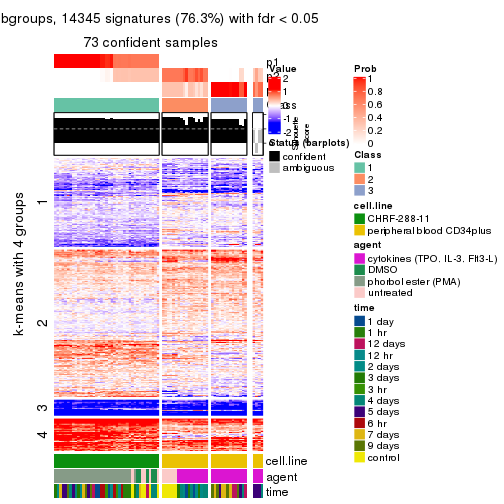 bgroups, 14345 signatures (76.3%) with fdr < 0.05
73 confident samples
p1
Value
2
1
0
-1
-2
Silhouette
score
Status (barplots)
confident
ambiguous
k-means with 4 groups
1
2
3
4
cell.line
agent
time
Prob
1
0.8
0.6
0.4
0.2
0
Class
1
2
3
cell.line
CHRF-288-11
peripheral blood CD34plus
agent
cytokines (TPO, IL-3, Flt3-L)
DMSO
phorbol ester (PMA)
untreated
time
1 day
1 hr
12 days
12 hr
2 days
3 days
3 hr
4 days
5 days
6 hr
7 days
9 days
control